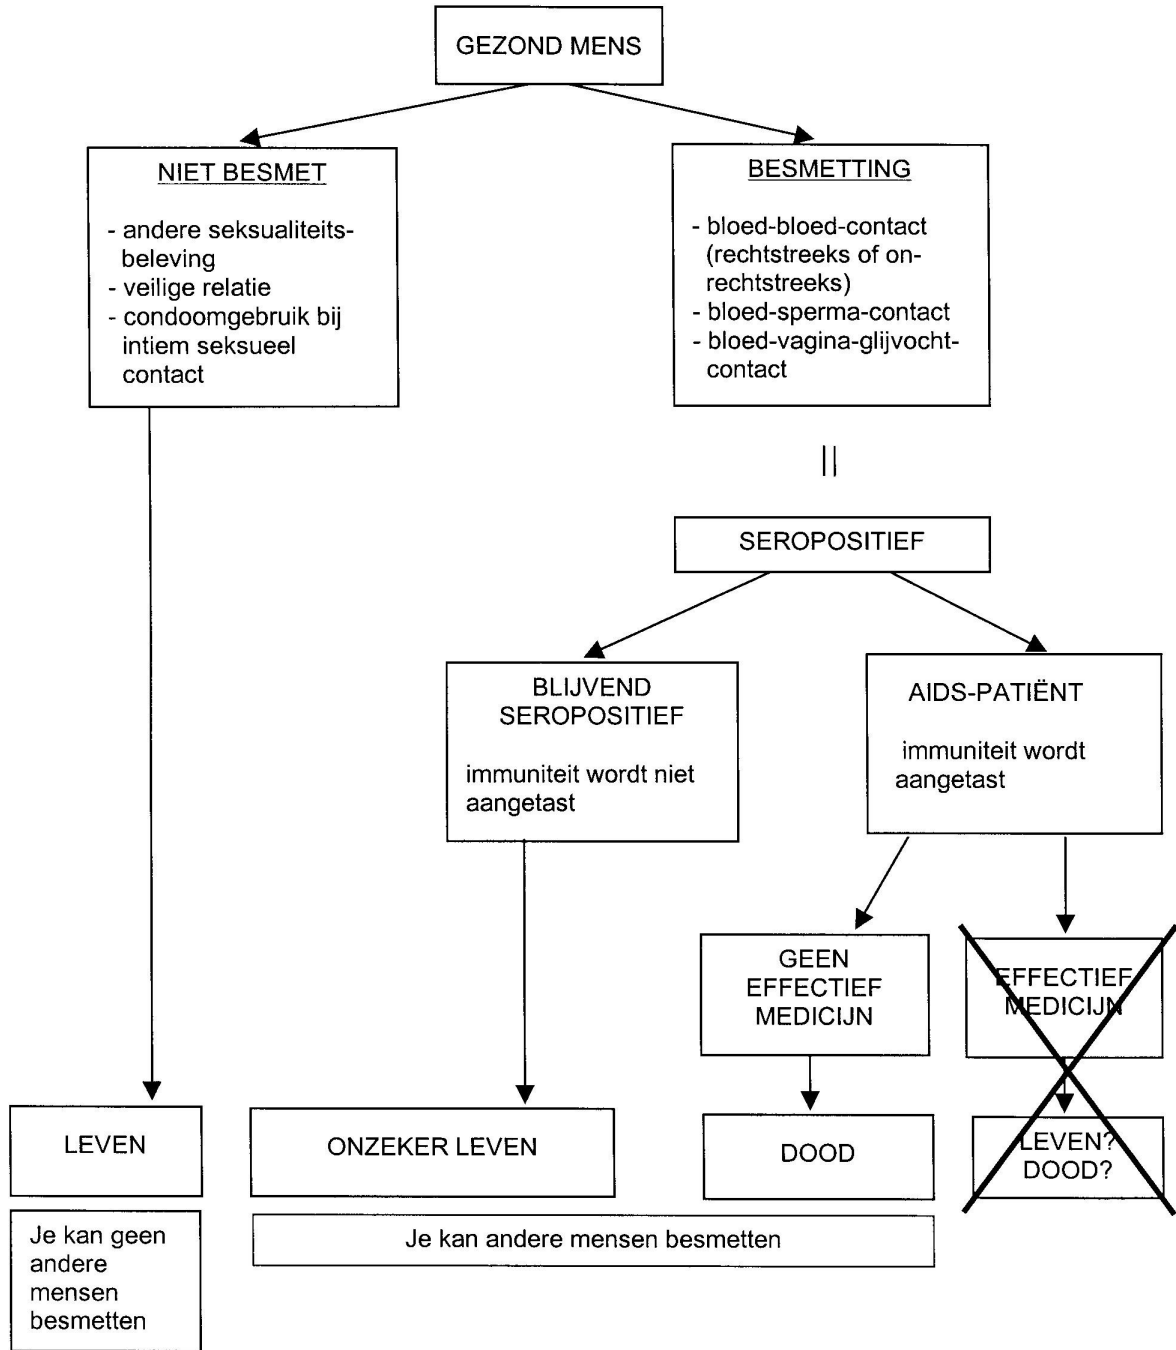 GEZOND MENS
NIET BESMET
- andere seksualiteits-
beleving
- veilige relatie
- condoomgebruik bij
intiem seksueel
contact
BESMETTING
- bloed-bloed-contact
(rechtstreeks of on-
rechtstreeks)
- bloed-sperma-contact
- bloed-vagina-glijvocht-
contact
SEROPOSITIEF
BLIJVEND
SEROPOSITIEF
immuniteit wordt niet
aangetast
AIDS-PATIËNT
immuniteit wordt
aangetast
GEEN
EFFECTIEF
MEDICIJN
EFFECTIEF
MEDICIJN
LEVEN
ONZEKER LEVEN
DOOD
LEVEN?
DOOD?
Je kan geen
andere
mensen
besmetten
Je kan andere mensen besmetten